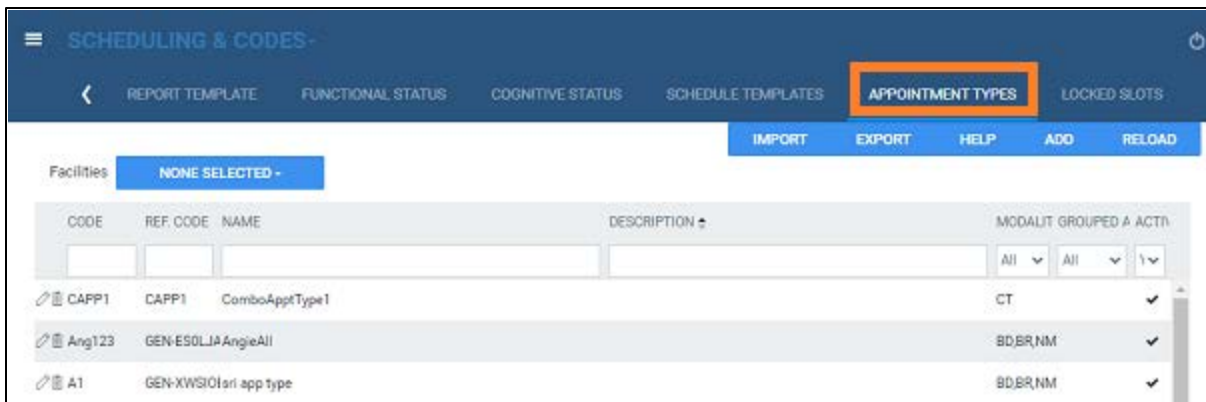 SCHEDULING & CODES-
REPORT TEMPLATE FUNCTIONAL STATUS COGNITIVE STATUS SCHEDULE TEMPLATES APPOINTMENT TYPES LOCKED SLOTS
IMPORT EXPORT HELP ADD RELOAD
Facilities NONE SELECTED
CODE REF. CODE NAME DESCRIPTION MODALIT GROUPED A ACTI
All All
CAPP1 CAPP1 ComboApptType1 CT
Ang123 AngieAll BD,BR,NM
A1 sri app type BD,BR,NM